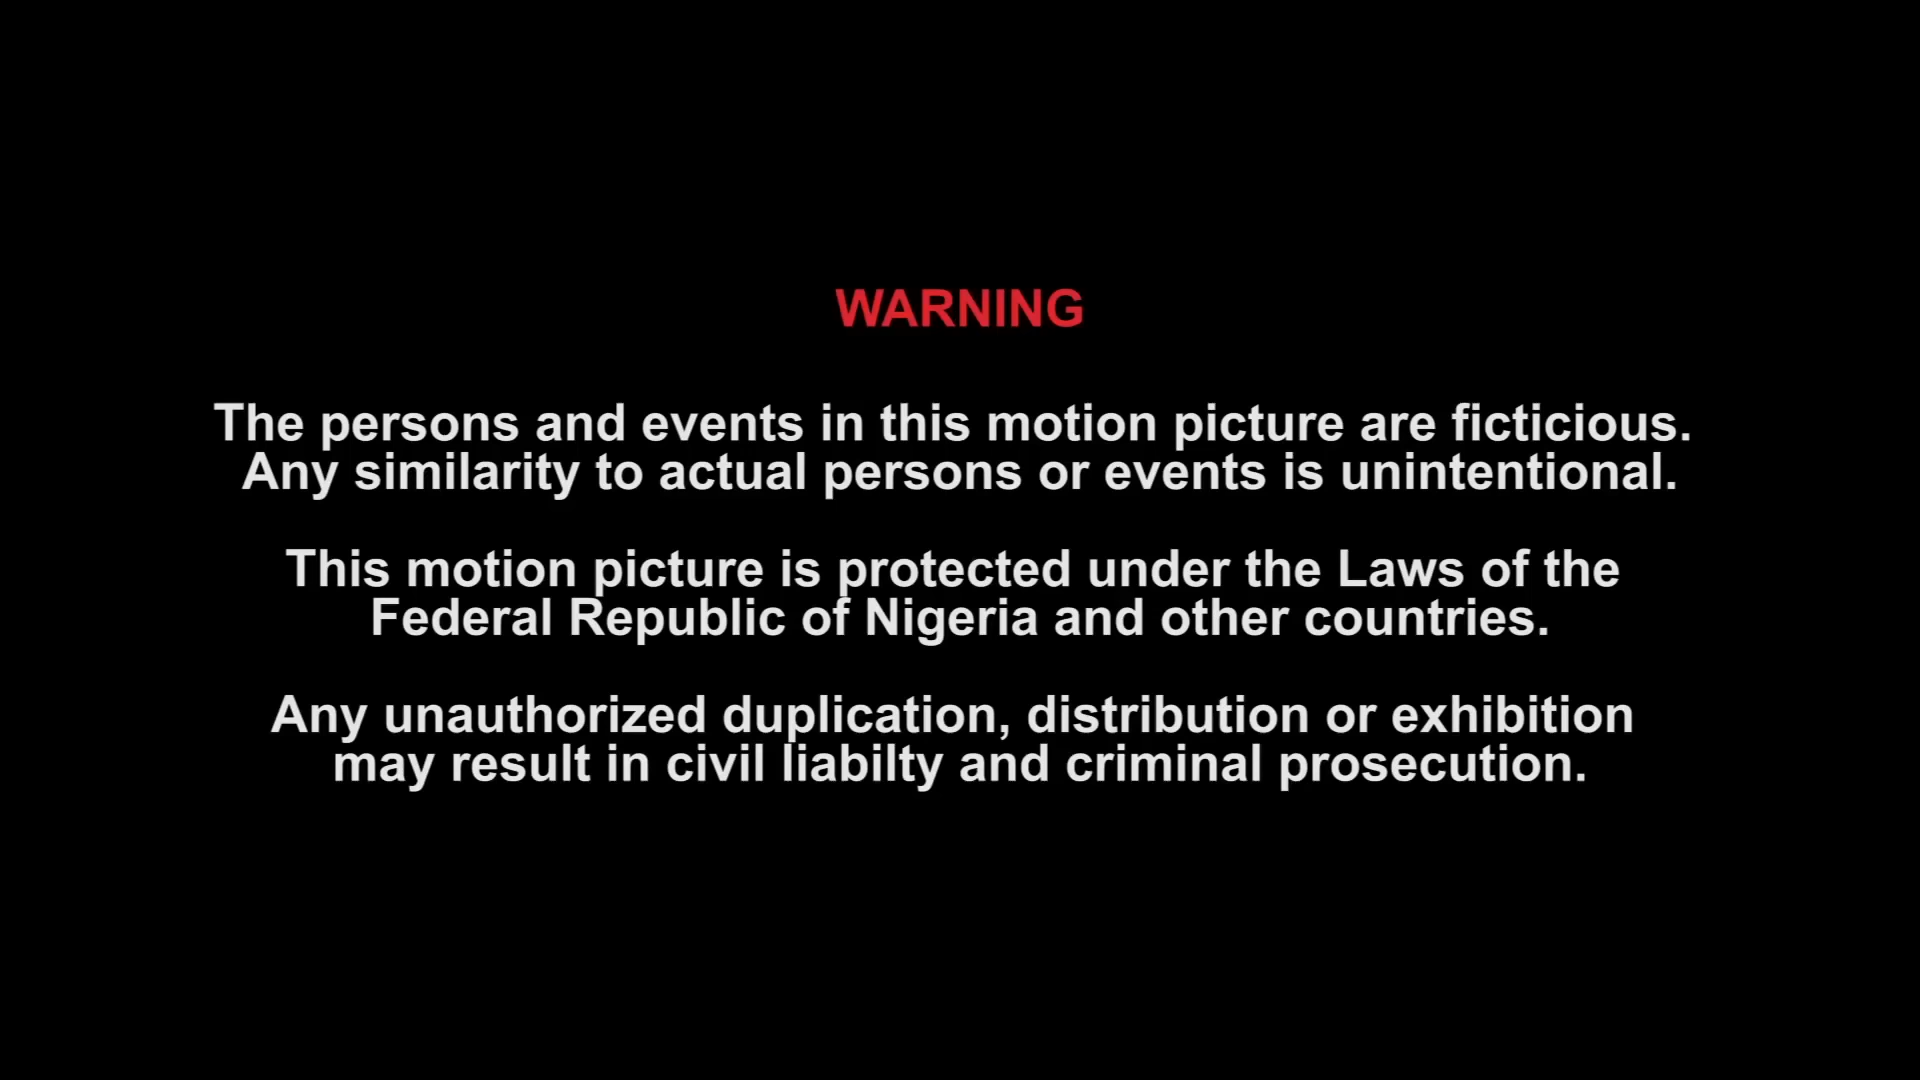 WARNING
The persons and events in this motion picture are ficticious.
Any similarity to actual persons or events is unintentional.
This motion picture is protected under the Laws of the
Federal Republic of Nigeria and other countries.
Any unauthorized duplication, distribution or exhibition
may result in civil liabilty and criminal prosecution.